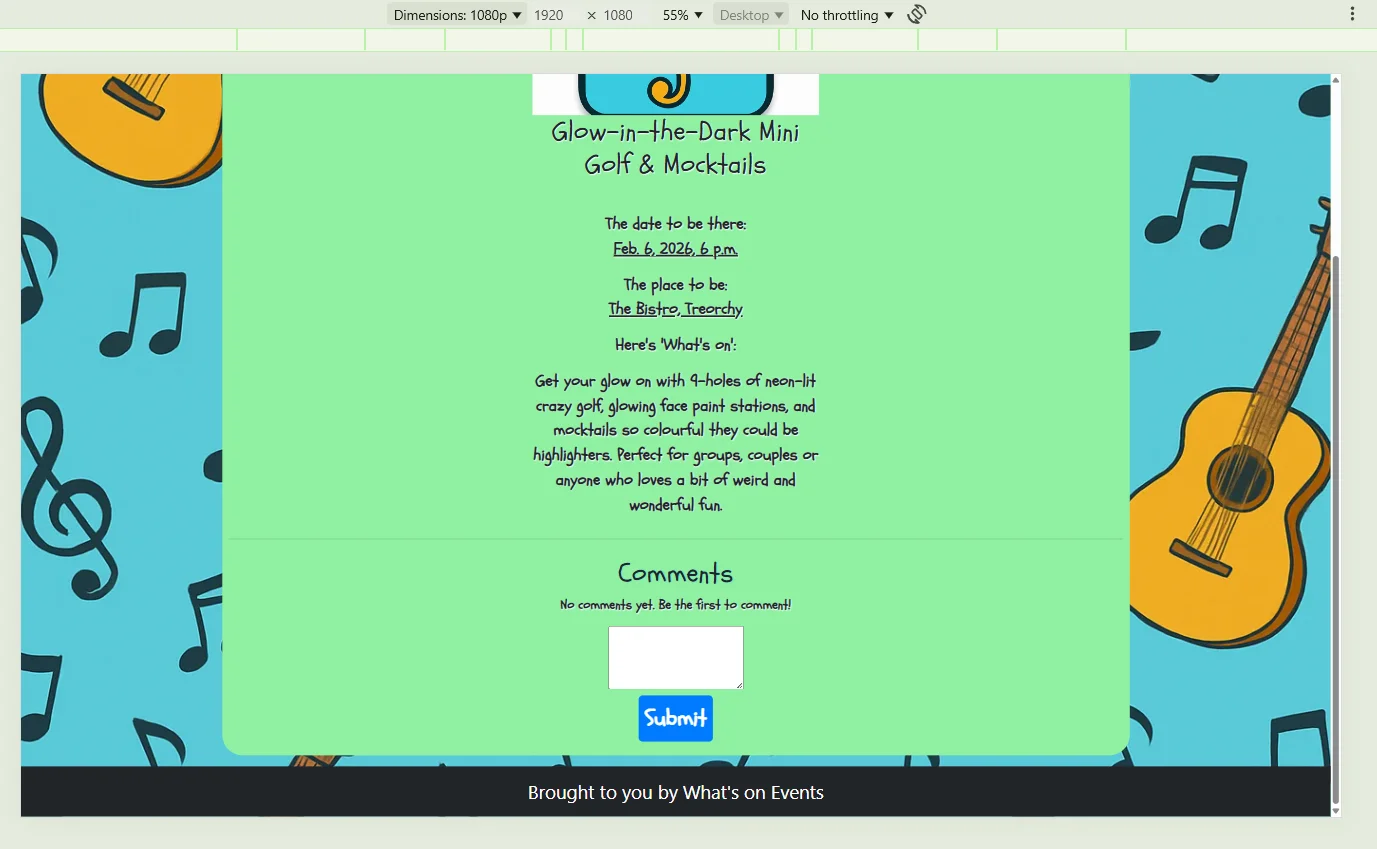 Dimensions: 1080p 1920 × 1080 55% Desktop No throttling
Glow-in-the-Dark Mini
Golf & Mocktails
The date to be there:
Feb. 6, 2026, 6 p.m.
The place to be:
The Bistro, Treorchy
Here's 'What's on':
Get your glow on with 9-holes of neon-lit
crazy golf, glowing face paint stations, and
mocktails so colourful they could be
highlighters. Perfect for groups, couples or
anyone who loves a bit of weird and
wonderful fun.
Comments
No comments yet. Be the first to comment!
Submit
Brought to you by What's on Events